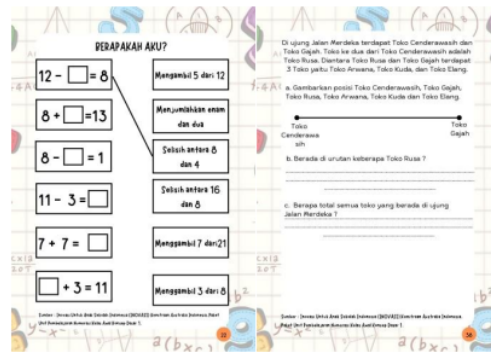 BERAPAKAH AKU?
12 - □ = 8
Mengambil 5 dari 12
8 + □ =13
Menjumlahkan enam
dan dua
8 - □ = 1
Selisih antara 8
dan 4
11 - 3 = □
Selisih antara 16
dan 8
7 + 7 = □
Menggambil 7 dari21
□ + 3 = 11
Menggambil 3 dari 8
22
Di ujung Jalan Merdeka terdapat Toko Cenderawasih dan
Toko Gajah. Toko ke dua dari Toko Cenderawasih adalah
Toko Rusa. Diantara Toko Rusa dan Toko Gajah terdapat
3 Toko yaitu Toko Arwana, Toko Kuda, dan Toko Elang.
a. Gambarkan posisi Toko Cenderawasih, Toko Gajah,
Toko Rusa, Toko Arwana, Toko Kuda dan Toko Elang.
Toko
Cenderawa
sih
Toko
Gajah
b. Berada di urutan keberapa Toko Rusa ?
c. Berapa total semua toko yang berada di ujung
Jalan Merdeka ?